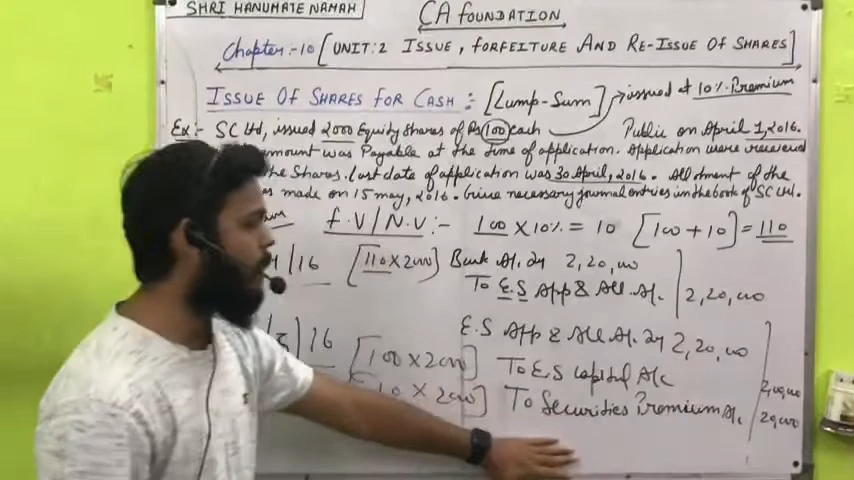 SHRI HANUMATE NAMAH
CA FOUNDATION
Chapter:-10 [UNIT:2 ISSUE, FORFEITURE AND RE-ISSUE OF SHARES]
ISSUE OF SHARES FOR CASH:- [Lump-Sum] issued at 10% Premium
Ex:- SC Ltd, issued 2000 Equity Shares of Rs 100 each Public on April 1, 2016.
amount was Payable at the time of application. Application were received
the Shares. Last date of application was 30 April, 2016. Allotment of the
s made on 15 may, 2016. Give necessary journal entries in the book of SC Ltd.
F.V/N.V:- 100 X 10% = 10 [100 + 10] = 110
/16 [110 X 2000] Bank A/c. Dr 2,20,000
To E.S App & All. A/c. 2,20,000
16 E.S App & All A/c. Dr 2,20,000
[100 X 2000] To E.S capital A/c 2,00,000
10 X 2000] To Securities Premium A/c. 20,000